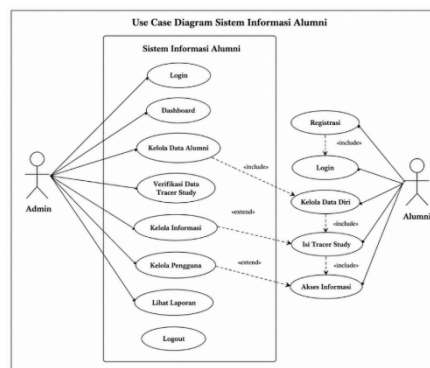 Use Case Diagram Sistem Informasi Alumni
Sistem Informasi Alumni
Login
Dashboard
Kelola Data Alumni
Verifikasi Data
Tracer Study
Kelola Informasi
Kelola Pengguna
Lihat Laporan
Logout
Admin
«include»
«extend»
«extend»
Registrasi
«include»
Login
Kelola Data Diri
«include»
Isi Tracer Study
«include»
Akses Informasi
Alumni